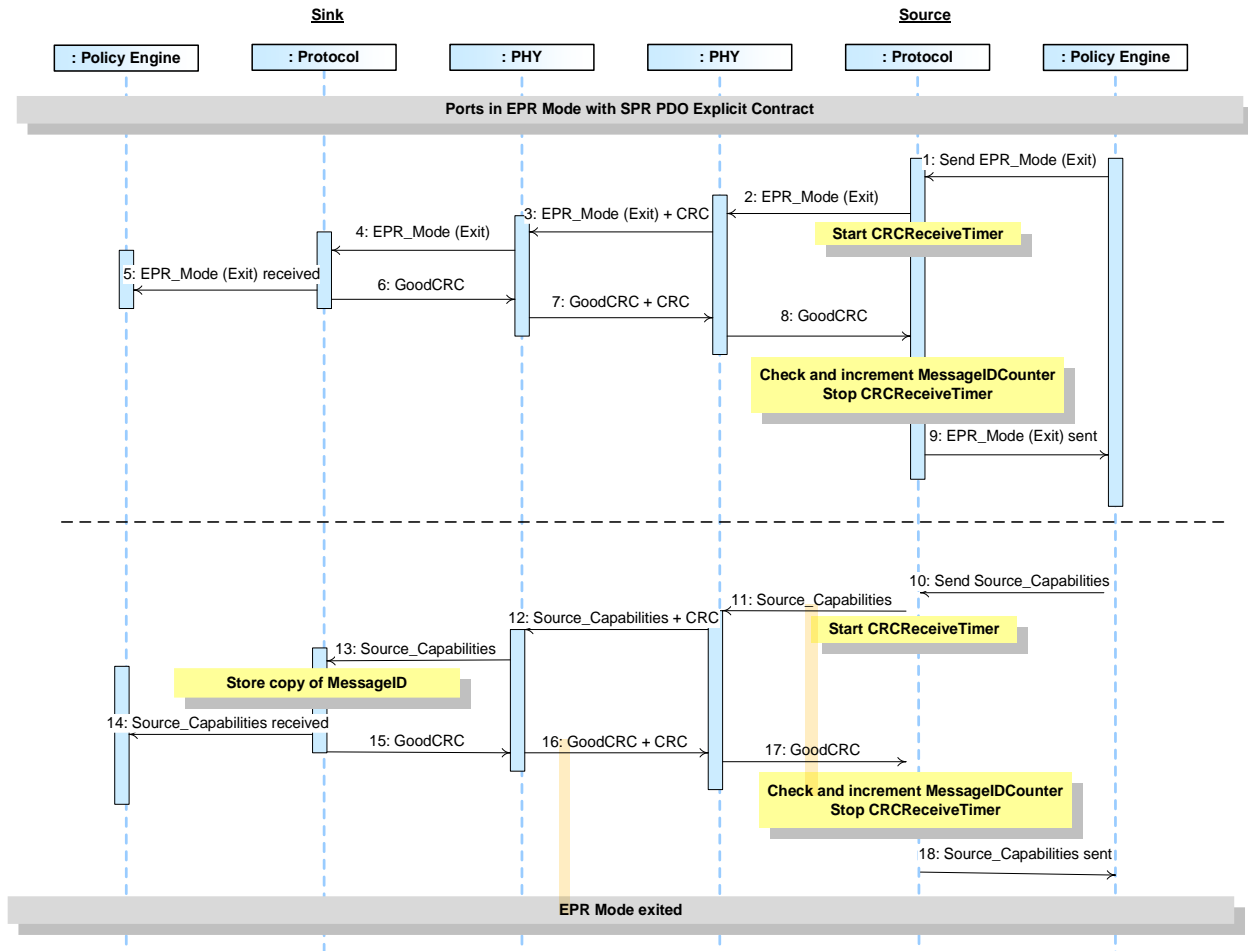 Sink
Source
: Policy Engine
: Protocol
: PHY
: PHY
: Protocol
: Policy Engine
Ports in EPR Mode with SPR PDO Explicit Contract
1: Send EPR_Mode (Exit)
2: EPR_Mode (Exit)
3: EPR_Mode (Exit) + CRC
Start CRCReceiveTimer
4: EPR_Mode (Exit)
5: EPR_Mode (Exit) received
6: GoodCRC
7: GoodCRC + CRC
8: GoodCRC
Check and increment MessageIDCounter
Stop CRCReceiveTimer
9: EPR_Mode (Exit) sent
10: Send Source_Capabilities
11: Source_Capabilities
12: Source_Capabilities + CRC
Start CRCReceiveTimer
13: Source_Capabilities
Store copy of MessageID
14: Source_Capabilities received
15: GoodCRC
16: GoodCRC + CRC
17: GoodCRC
Check and increment MessageIDCounter
Stop CRCReceiveTimer
18: Source_Capabilities sent
EPR Mode exited